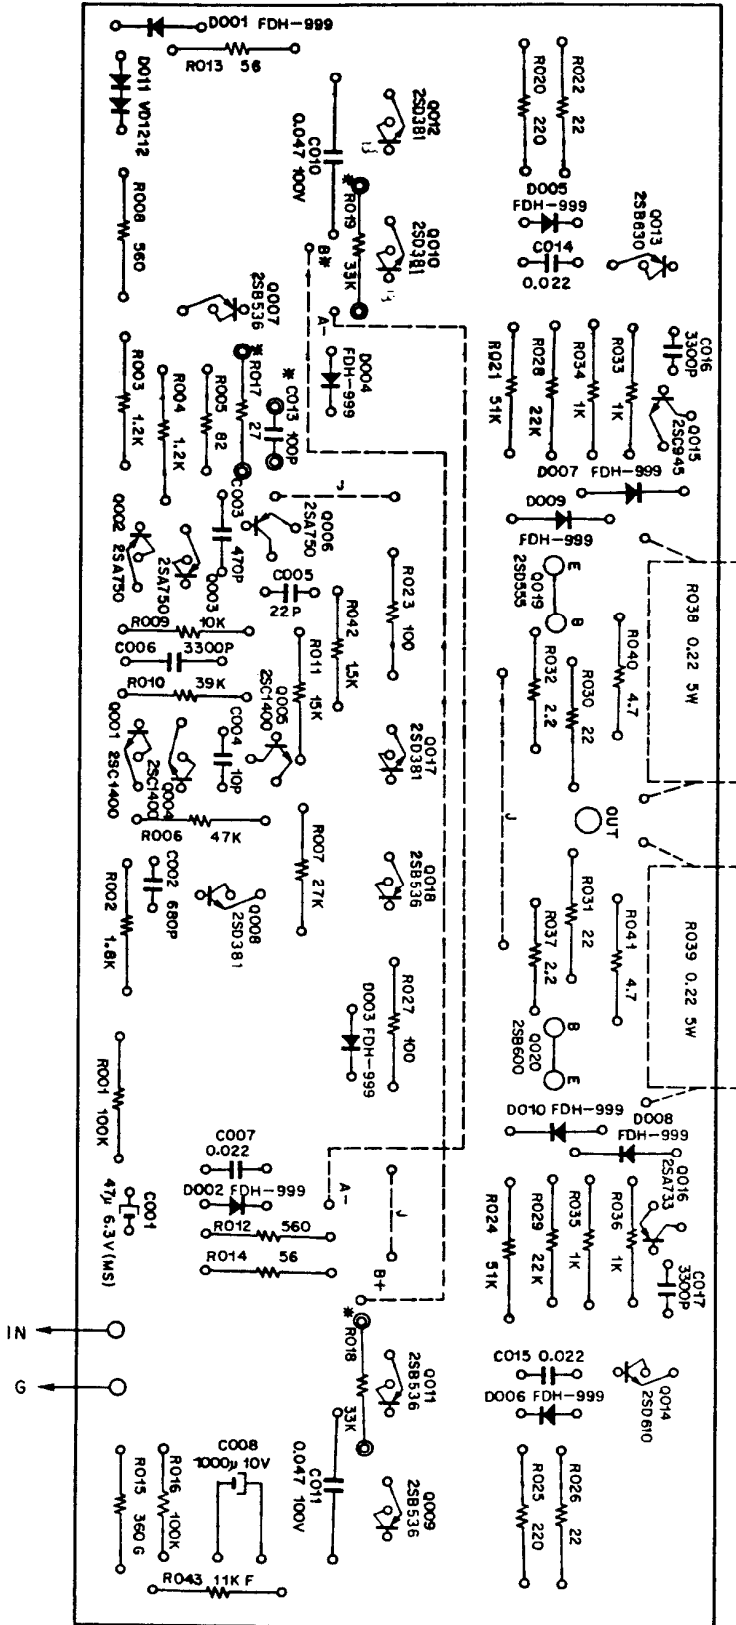 D001 FDH-999
R013 56
D011 VD1212
R008 560
C010
0.047 100V
Q012
2SD381
R020 220
R022 22
D005
FDH-999
C014
0.022
Q013
2SB630
* R019 33K
Q010
2SD381
B*
A-
Q007
2SB536
R003 1.2K
R004 1.2K
R005 82
* R017 27
* C013 100P
D004
FDH-999
R021 51K
R028 22K
R034 1K
R033 1K
C016
3300P
Q015
2SC945
D007 FDH-999
D009
FDH-999
Q002
2SA750
2SA750
Q003
C003
470P
Q006
2SA750
J
C005
22P
R009 10K
C006 3300P
R010 39K
R011 15K
R042 1.5K
R023 100
E
Q019
2SD555
B
R032 2.2
R030 22
R040 4.7
R038 0.22 5W
Q001
2SC1400
2SC1400
Q004
C004
10P
Q005
2SC1400
Q017
2SD381
J
OUT
R006 47K
R002 1.8K
C002
680P
Q008
2SD381
R007 27K
Q018
2SB536
R037 2.2
R031 22
R041 4.7
R039 0.22 5W
D003 FDH-999
R027 100
B
Q020
2SB600
E
R001 100K
D010 FDH-999
D008
FDH-999
C007
0.022
D002 FDH-999
R012 560
R014 56
C001
47μ 6.3V (MS)
A-
J
B+
R024 51K
R029 22K
R035 1K
R036 1K
Q016
2SA733
C017
3300P
IN
G
* R018 33K
Q011
2SB536
C015 0.022
D006 FDH-999
Q014
2SD610
R015 360 G
R016 100K
C008
1000μ 10V
C011
0.047 100V
Q009
2SB536
R025 220
R026 22
R043 11K F